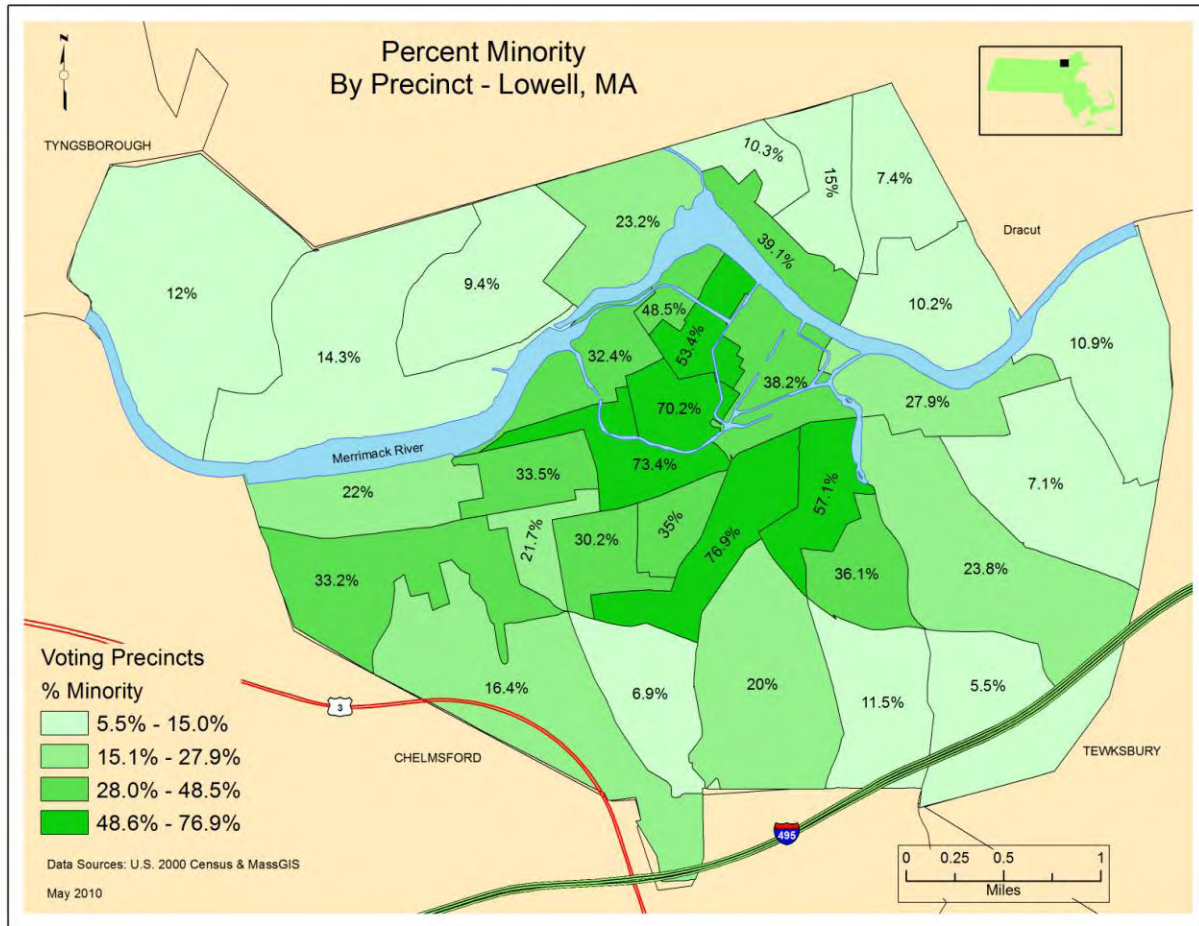 Percent Minority
By Precinct - Lowell, MA
z
TYNGSBOROUGH
10.3%
15%
7.4%
23.2%
Dracut
39.1%
12%
9.4%
10.2%
48.5%
10.9%
14.3%
32.4%
53.4%
38.2%
70.2%
27.9%
Merrimack River
73.4%
33.5%
7.1%
22%
57.1%
35%
21.7%
30.2%
76.9%
36.1%
23.8%
33.2%
16.4%
6.9%
20%
11.5%
5.5%
3
CHELMSFORD
TEWKSBURY
495
Voting Precincts
% Minority
5.5% - 15.0%
15.1% - 27.9%
28.0% - 48.5%
48.6% - 76.9%
Data Sources: U.S. 2000 Census & MassGIS
May 2010
0 0.25 0.5 1
Miles